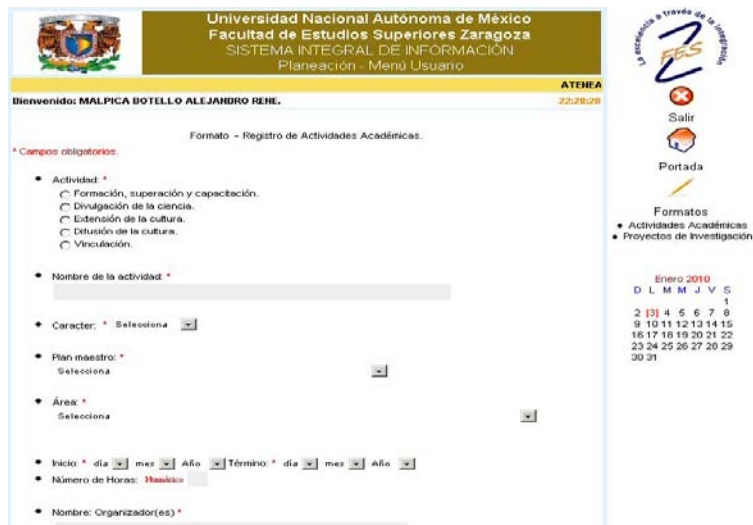 Universidad Nacional Autónoma de México
Facultad de Estudios Superiores Zaragoza
SISTEMA INTEGRAL DE INFORMACIÓN
Planeación - Menú Usuario
ATENEA
Bienvenido: MALPICA BOTELLO ALEJANDRO RENE.
22:20:20
Formato - Registro de Actividades Académicas.
* Campos obligatorios.
Actividad: *
Formación, superación y capacitación.
Divulgación de la ciencia.
Extensión de la cultura.
Difusión de la cultura.
Vinculación.
Nombre de la actividad: *
Caracter: * Selecciona
Plan maestro: *
Selecciona
Área: *
Selecciona
Inicio: * día mes Año Término: * día mes Año
Número de Horas: Numérico
Nombre: Organizador(es) *
La excelencia a través de la integración
FES
Z
Salir
Portada
Formatos
Actividades Académicas
Proyectos de Investigación
Enero 2010
D L M M J V S
1
2 [3] 4 5 6 7 8
9 10 11 12 13 14 15
16 17 18 19 20 21 22
23 24 25 26 27 28 29
30 31